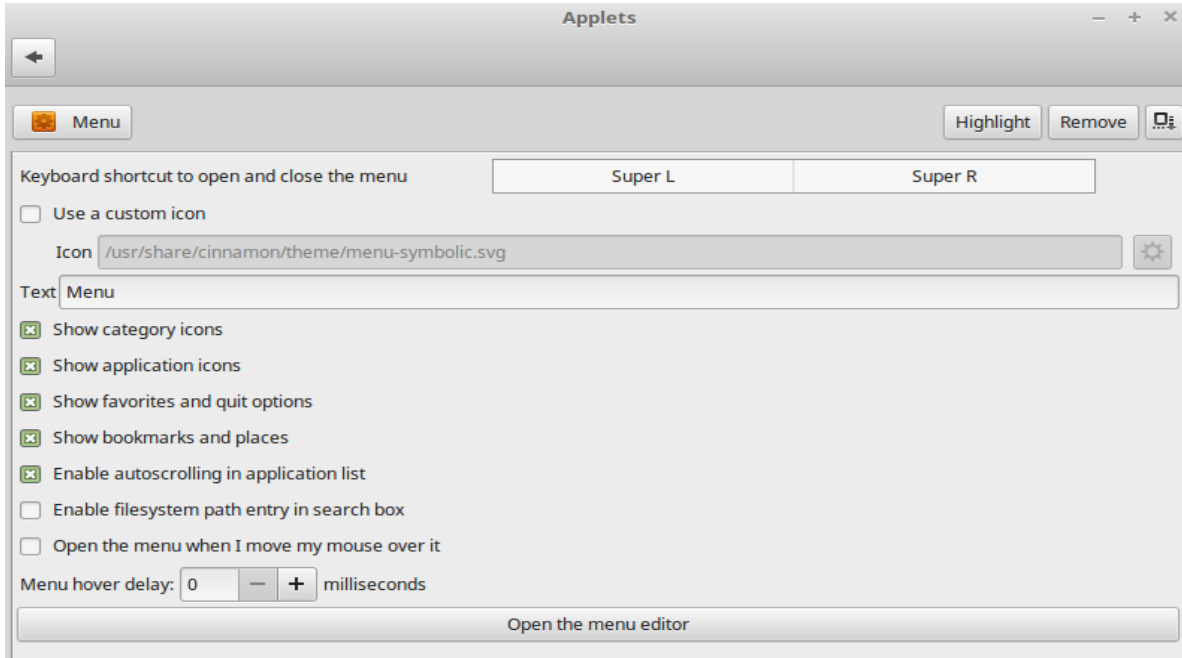 Applets
Menu Highlight Remove
Keyboard shortcut to open and close the menu Super L Super R
Use a custom icon
Icon /usr/share/cinnamon/theme/menu-symbolic.svg
Text Menu
Show category icons
Show application icons
Show favorites and quit options
Show bookmarks and places
Enable autoscrolling in application list
Enable filesystem path entry in search box
Open the menu when I move my mouse over it
Menu hover delay: 0 milliseconds
Open the menu editor